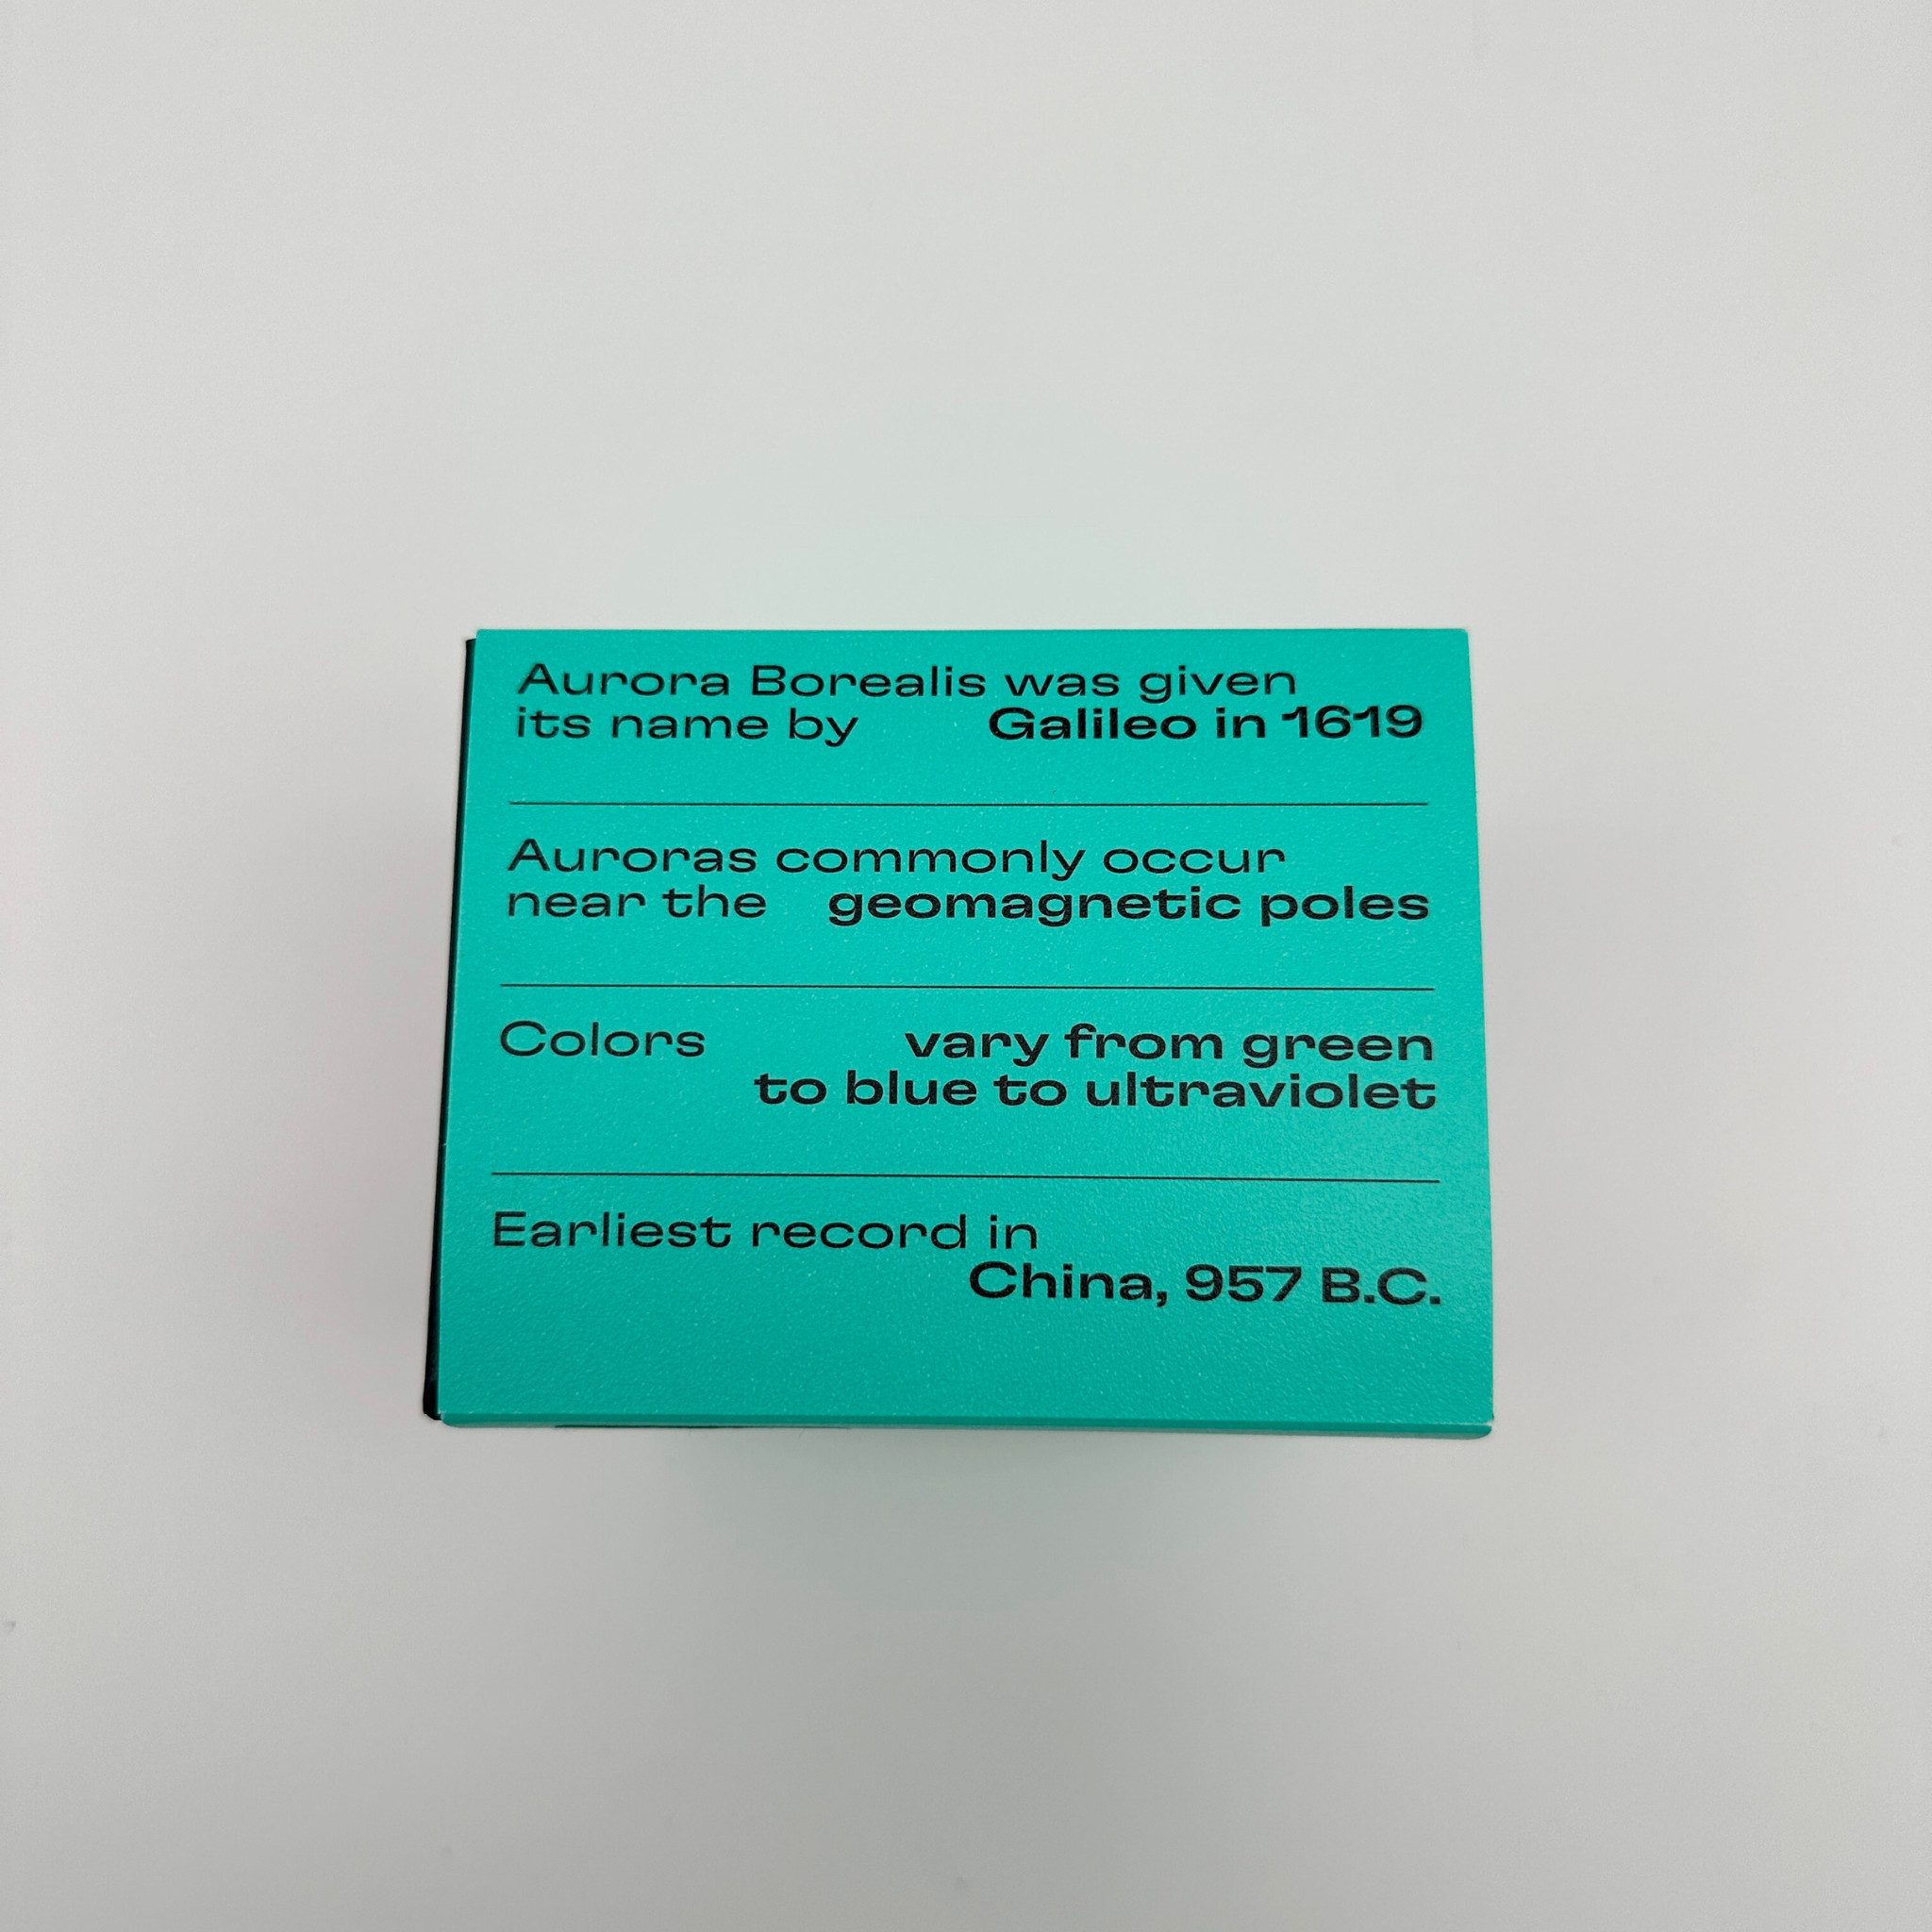 Aurora Borealis was given
its name by Galileo in 1619
Auroras commonly occur
near the geomagnetic poles
Colors vary from green
to blue to ultraviolet
Earliest record in
China, 957 B.C.